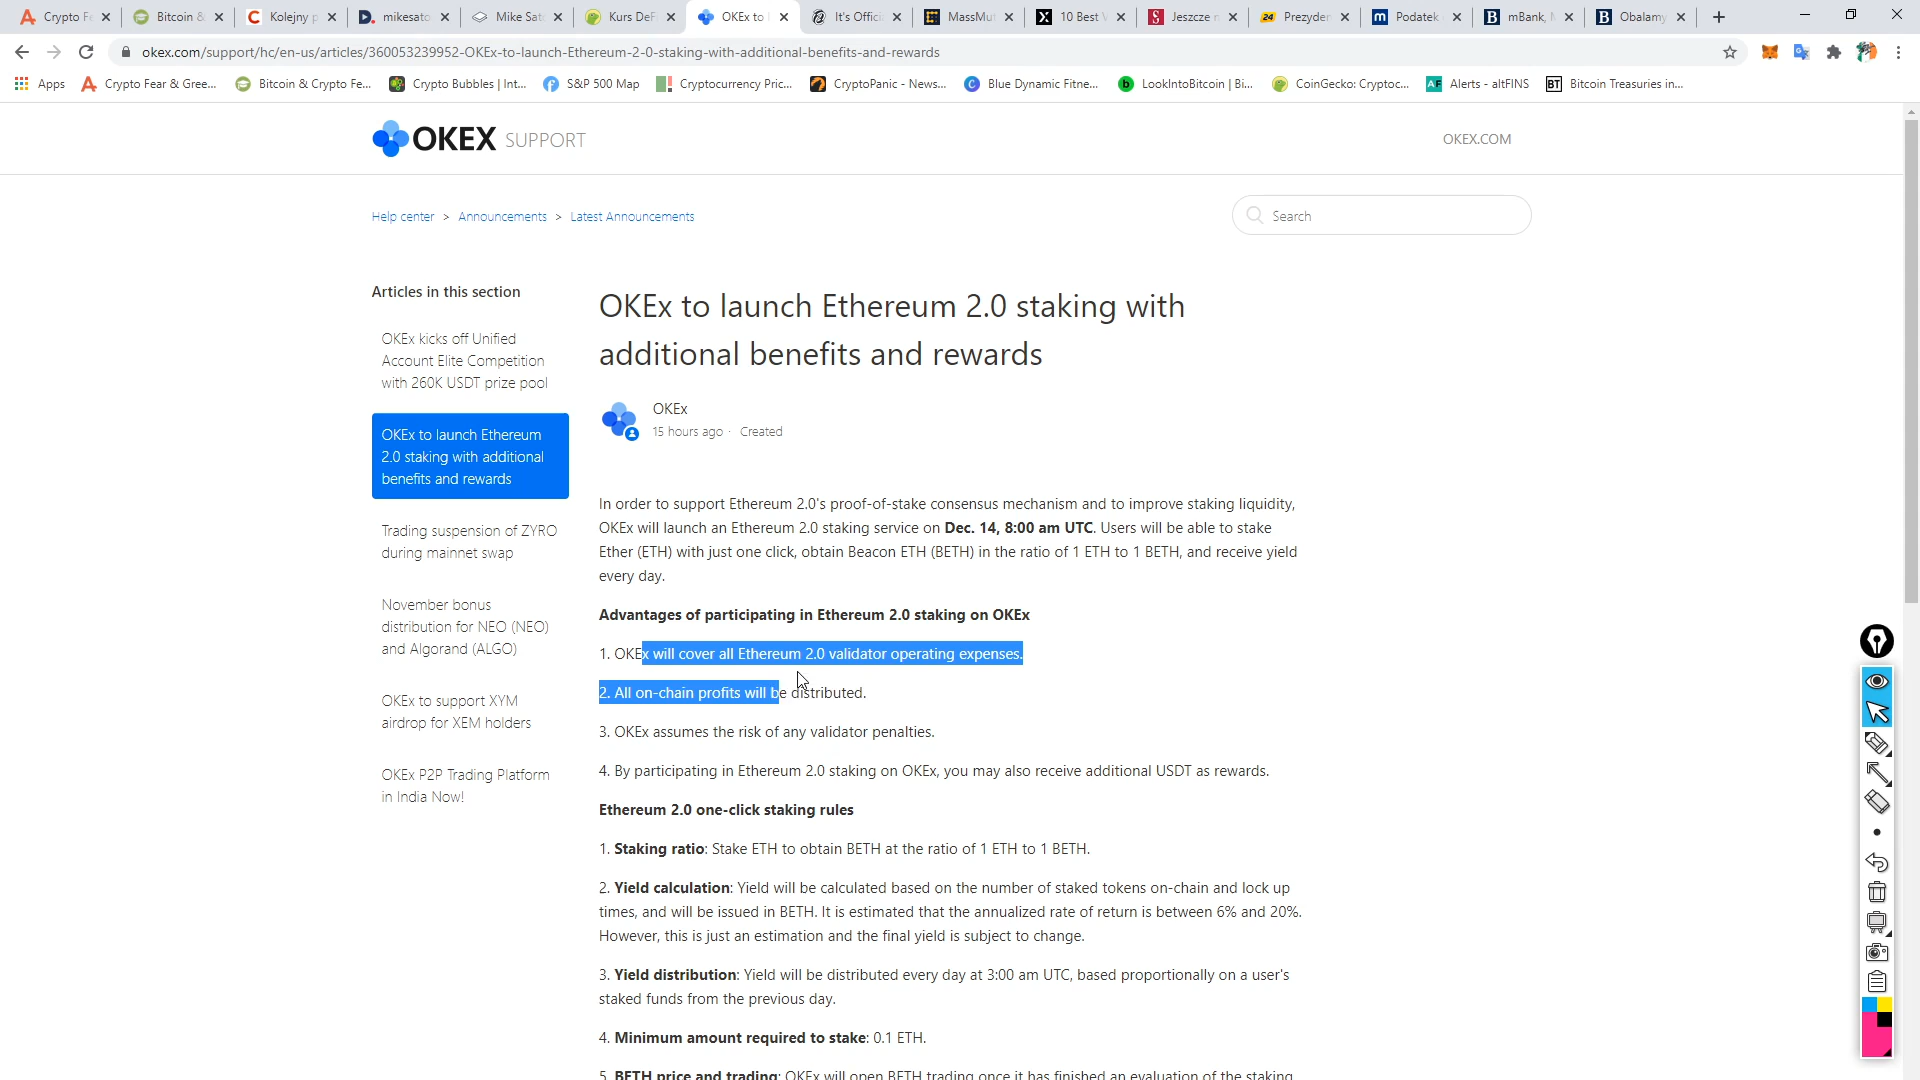 Crypto Fe
Bitcoin &
Kolejny p
mikesato
Mike Sato
Kurs DeF
OKEx to l
It's Offici
MassMut
10 Best V
Jeszcze n
Prezyden
Podatek
mBank, N
Obalamy
okex.com/support/hc/en-us/articles/360053239952-OKEx-to-launch-Ethereum-2-0-staking-with-additional-benefits-and-rewards
Apps
Crypto Fear & Gree...
Bitcoin & Crypto Fe...
Crypto Bubbles | Int...
S&P 500 Map
Cryptocurrency Pric...
CryptoPanic - News...
Blue Dynamic Fitne...
LookIntoBitcoin | Bi...
CoinGecko: Cryptoc...
Alerts - altFINS
Bitcoin Treasuries in...
OKEX SUPPORT
OKEX.COM
Help center > Announcements > Latest Announcements
Search
Articles in this section
OKEx kicks off Unified
Account Elite Competition
with 260K USDT prize pool
OKEx to launch Ethereum
2.0 staking with additional
benefits and rewards
Trading suspension of ZYRO
during mainnet swap
November bonus
distribution for NEO (NEO)
and Algorand (ALGO)
OKEx to support XYM
airdrop for XEM holders
OKEx P2P Trading Platform
in India Now!
OKEx to launch Ethereum 2.0 staking with
additional benefits and rewards
OKEx
15 hours ago · Created
In order to support Ethereum 2.0's proof-of-stake consensus mechanism and to improve staking liquidity,
OKEx will launch an Ethereum 2.0 staking service on Dec. 14, 8:00 am UTC. Users will be able to stake
Ether (ETH) with just one click, obtain Beacon ETH (BETH) in the ratio of 1 ETH to 1 BETH, and receive yield
every day.
Advantages of participating in Ethereum 2.0 staking on OKEx
1. OKEx will cover all Ethereum 2.0 validator operating expenses.
2. All on-chain profits will be distributed.
3. OKEx assumes the risk of any validator penalties.
4. By participating in Ethereum 2.0 staking on OKEx, you may also receive additional USDT as rewards.
Ethereum 2.0 one-click staking rules
1. Staking ratio: Stake ETH to obtain BETH at the ratio of 1 ETH to 1 BETH.
2. Yield calculation: Yield will be calculated based on the number of staked tokens on-chain and lock up
times, and will be issued in BETH. It is estimated that the annualized rate of return is between 6% and 20%.
However, this is just an estimation and the final yield is subject to change.
3. Yield distribution: Yield will be distributed every day at 3:00 am UTC, based proportionally on a user's
staked funds from the previous day.
4. Minimum amount required to stake: 0.1 ETH.
5. BETH price and trading: OKEx will open BETH trading once it has finished an evaluation of the staking